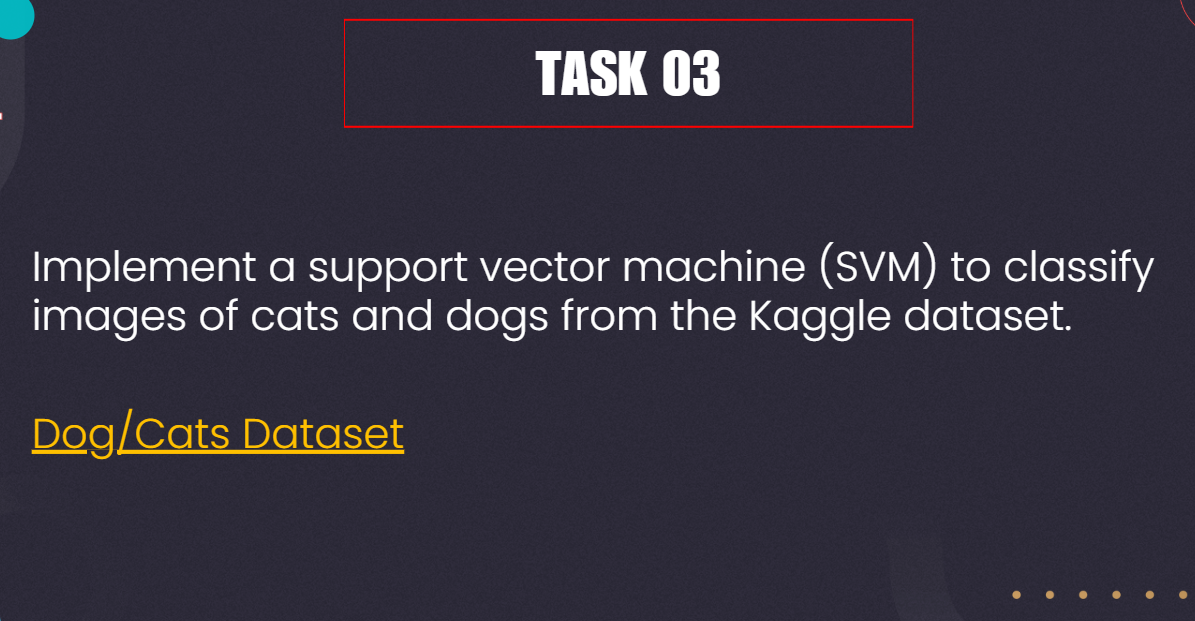 TASK 03
Implement a support vector machine (SVM) to classify
images of cats and dogs from the Kaggle dataset.
Dog/Cats Dataset